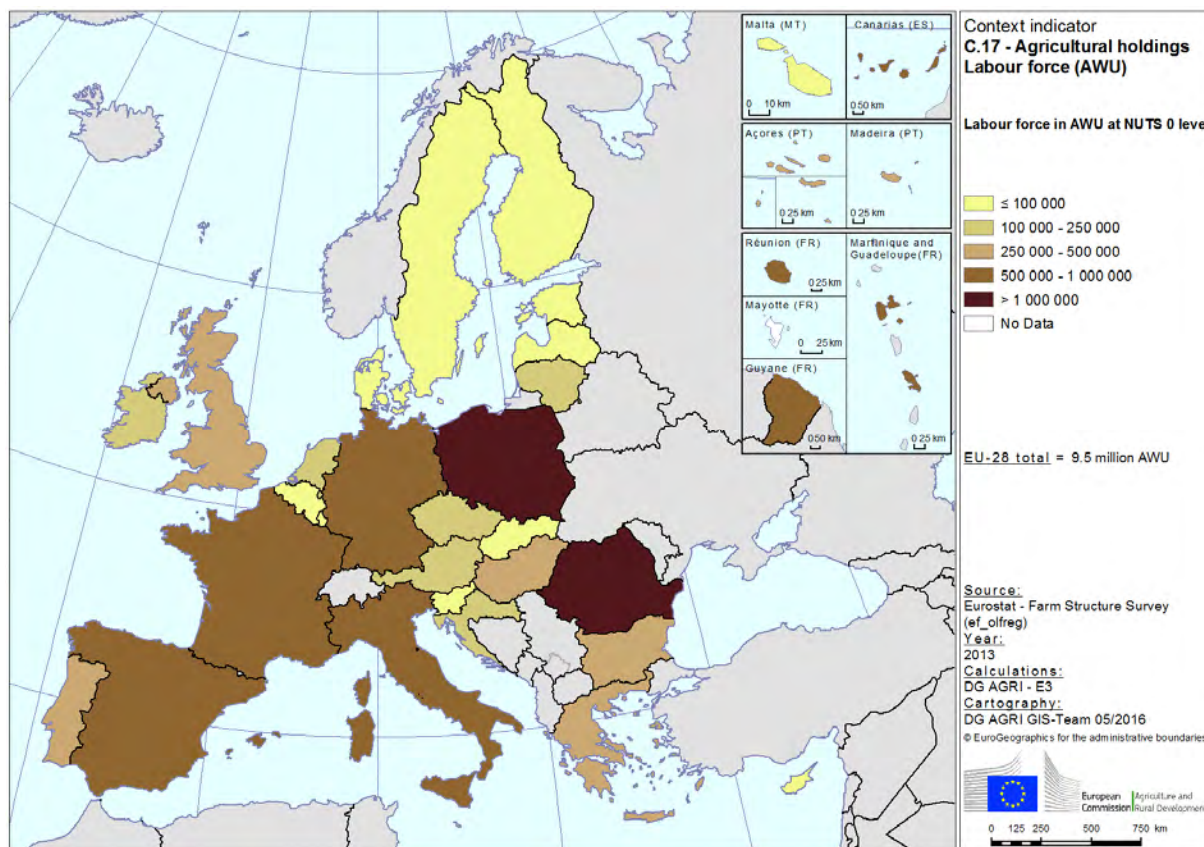 Malta (MT)
0 10 km
Canarias (ES)
0 50 km
Açores (PT)
0 25 km
Madeira (PT)
0 25 km
Réunion (FR)
0 25 km
Martinique and
Guadeloupe(FR)
0 25 km
Mayotte (FR)
0 25 km
Guyane (FR)
0 50 km
Context indicator
C.17 - Agricultural holdings
Labour force (AWU)
Labour force in AWU at NUTS 0 leve
≤ 100 000
100 000 - 250 000
250 000 - 500 000
500 000 - 1 000 000
> 1 000 000
No Data
EU-28 total = 9.5 million AWU
Source:
Eurostat - Farm Structure Survey
(ef_olfreg)
Year:
2013
Calculations:
DG AGRI - E3
Cartography:
DG AGRI GIS-Team 05/2016
© EuroGeographics for the administrative boundaries
European
Commission
Agriculture and
Rural Development
0 125 250 500 750 km